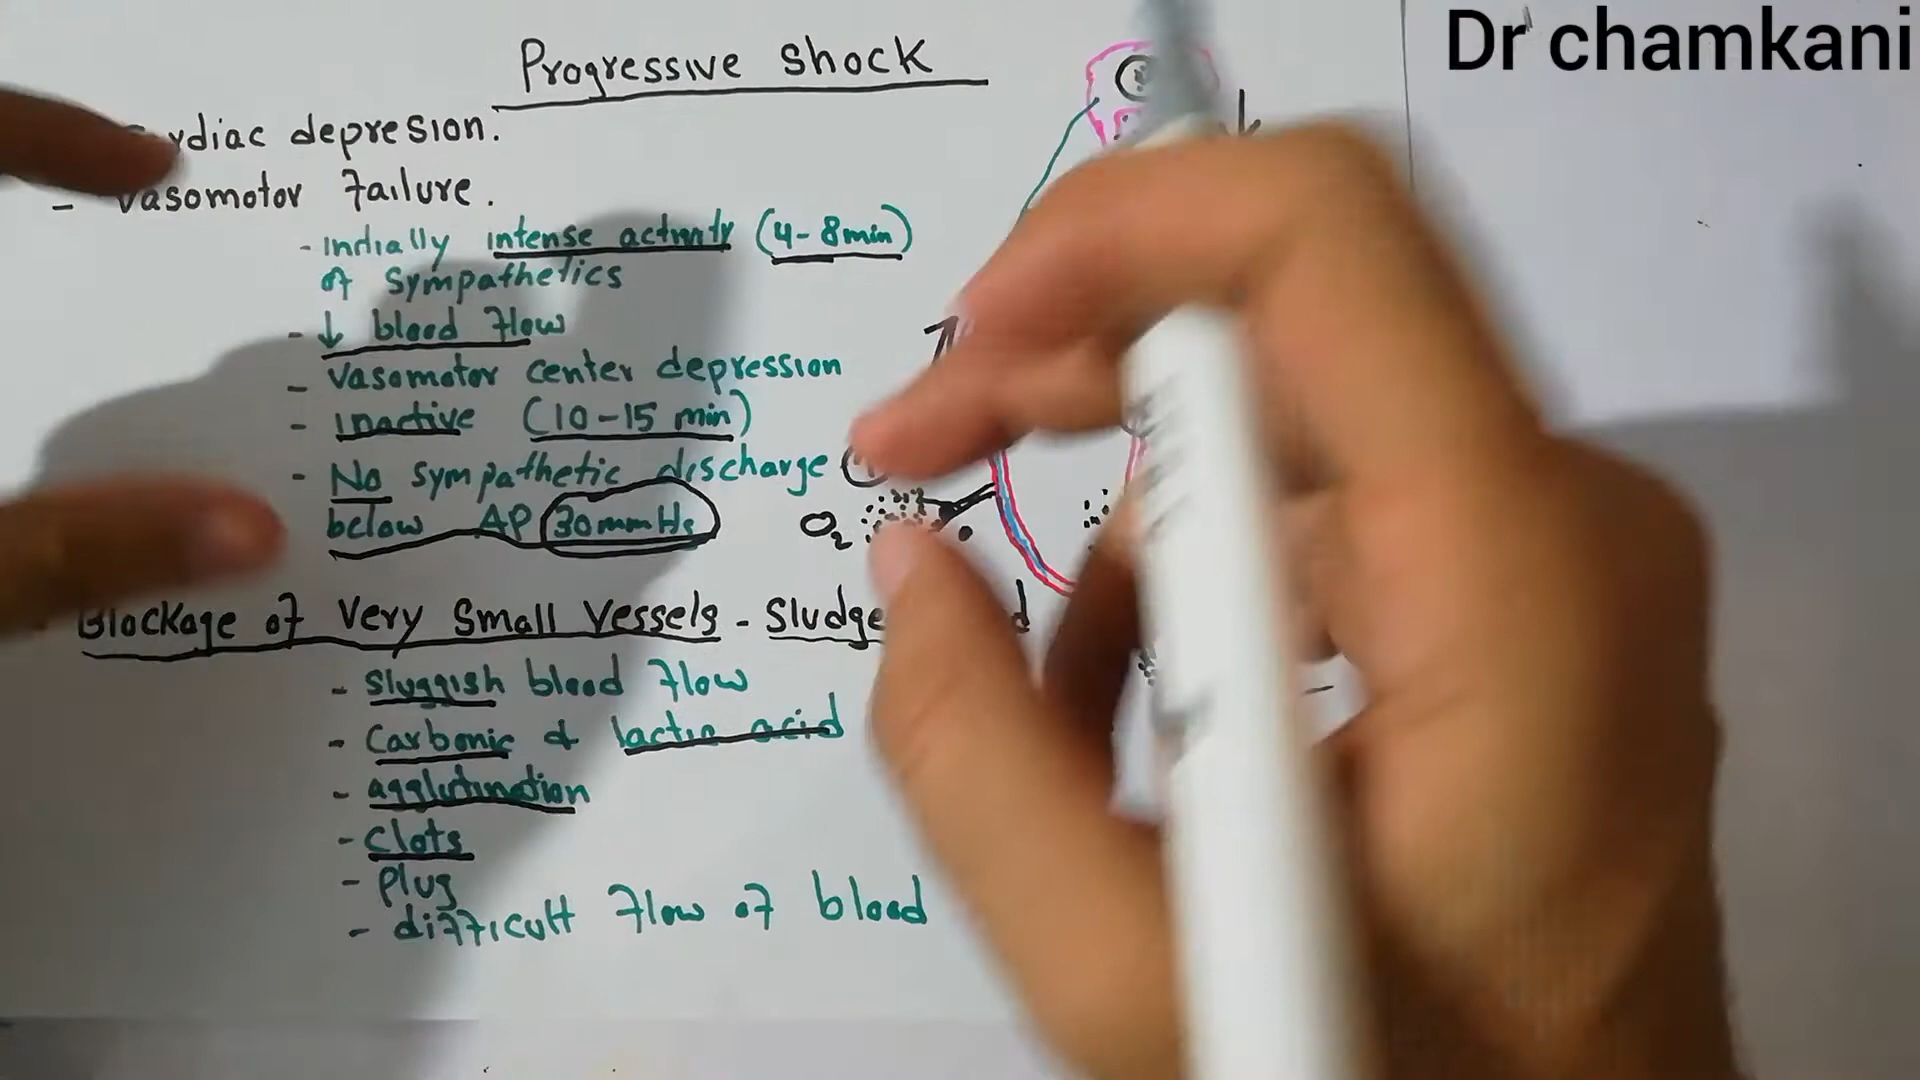 Dr chamkani
Progressive shock
rdiac depresion.
- Vasomotor Failure.
- Initially intense activity (4-8min)
of Sympathetics
- ↓ blood Flow
- Vasomotor center depression
- Inactive (10-15 min)
- No sympathetic discharge
below AP 30mmHg
O₂
Blockage of Very Small Vessels - Sludge
- Sluggish blood Flow
- Carbonic & lactic acid
- agglutination
- Clots
- Plug
- difficult Flow of blood